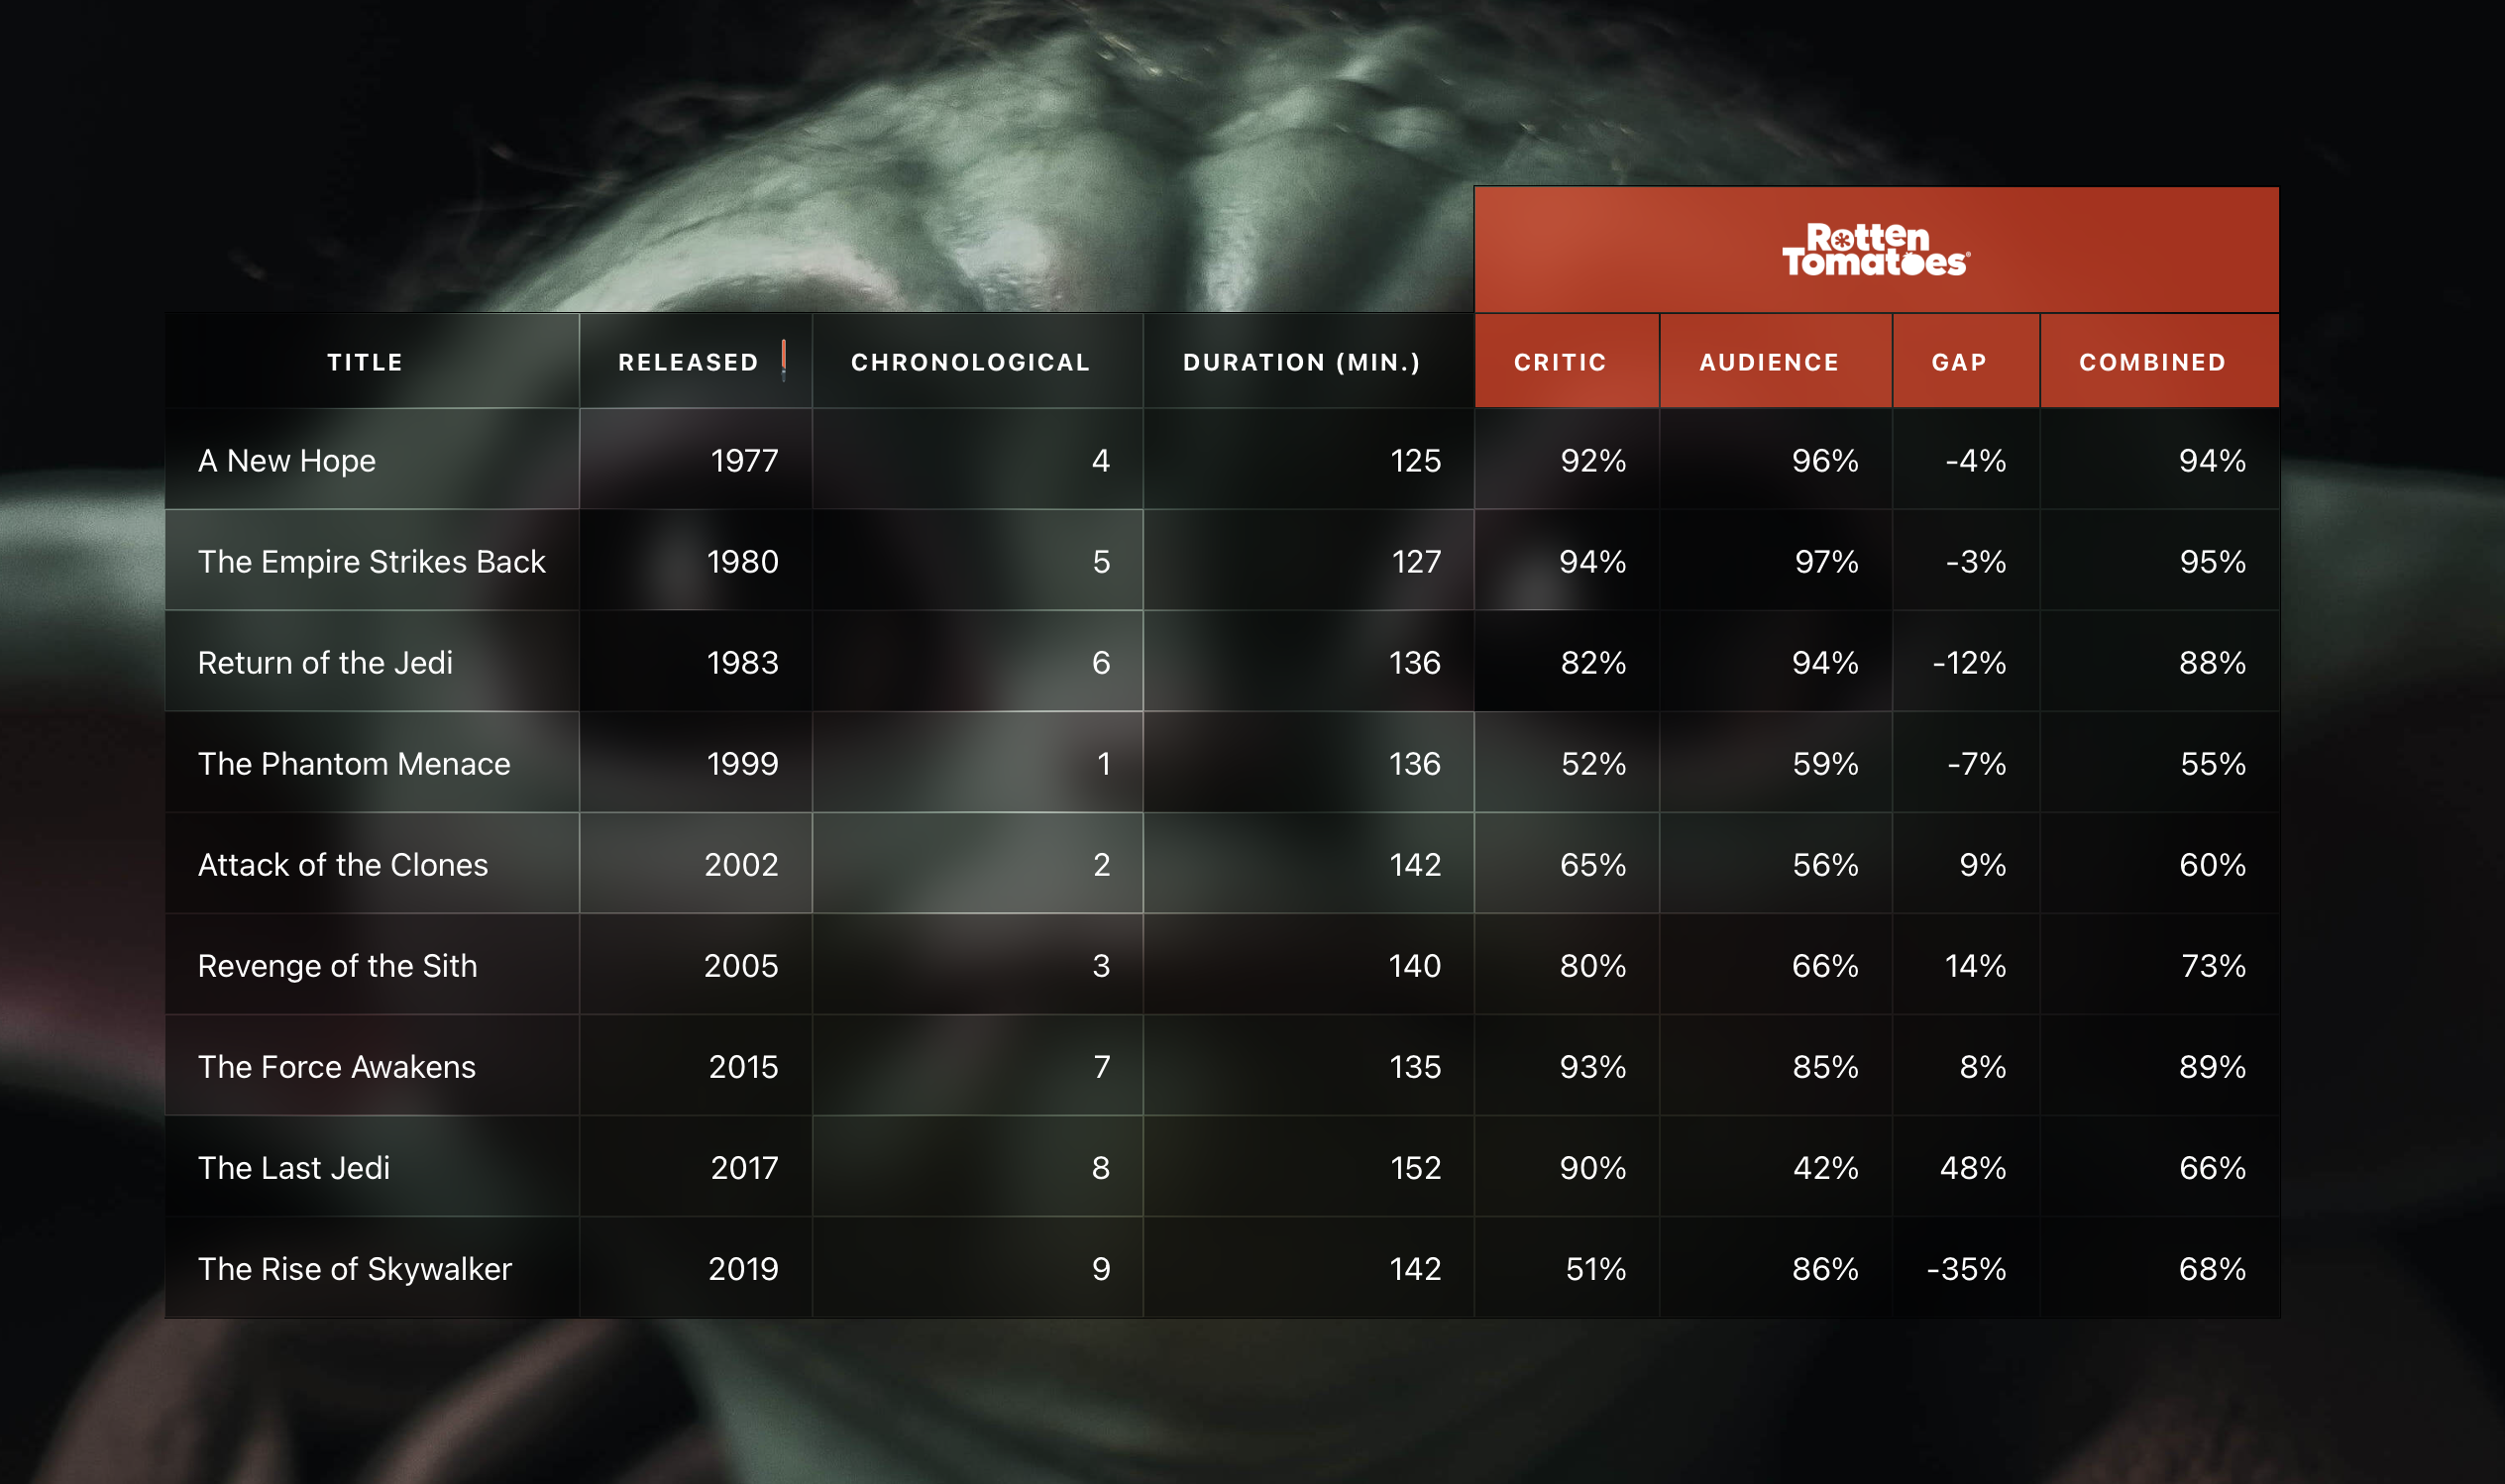 Rotten
Tomatoes®
TITLE RELEASED CHRONOLOGICAL DURATION (MIN.) CRITIC AUDIENCE GAP COMBINED
A New Hope 1977 4 125 92% 96% -4% 94%
The Empire Strikes Back 1980 5 127 94% 97% -3% 95%
Return of the Jedi 1983 6 136 82% 94% -12% 88%
The Phantom Menace 1999 1 136 52% 59% -7% 55%
Attack of the Clones 2002 2 142 65% 56% 9% 60%
Revenge of the Sith 2005 3 140 80% 66% 14% 73%
The Force Awakens 2015 7 135 93% 85% 8% 89%
The Last Jedi 2017 8 152 90% 42% 48% 66%
The Rise of Skywalker 2019 9 142 51% 86% -35% 68%